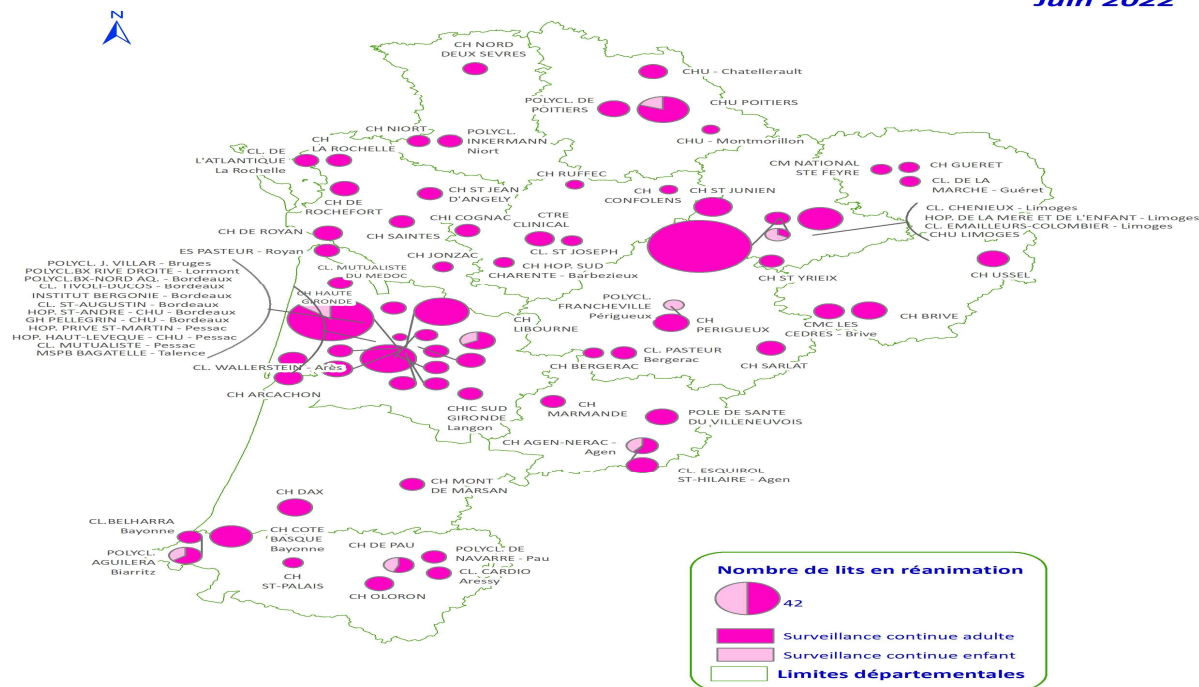 Juin 2022
N
CH NORD
DEUX SEVRES
CHU - Chatellerault
POLYCL. DE
POITIERS
CHU POITIERS
CHU - Montmorillon
CH NIORT
POLYCL.
INKERMANN
Niort
CH
LA ROCHELLE
CL. DE
L'ATLANTIQUE
La Rochelle
CH RUFFEC
CH
CONFOLENS
CH ST JUNIEN
CM NATIONAL
STE FEYRE
CH GUERET
CL. DE LA
MARCHE - Guéret
CH ST JEAN
D'ANGELY
CH DE
ROCHEFORT
CH SAINTES
CHI COGNAC
CTRE
CLINICAL
CL. ST JOSEPH
CL. CHENIEUX - Limoges
HOP. DE LA MERE ET DE L'ENFANT - Limoges
CL. EMAILLEURS-COLOMBIER - Limoges
CHU LIMOGES
CH DE ROYAN
ES PASTEUR - Royan
CH JONZAC
CH HOP. SUD
CHARENTE - Barbezieux
CH ST YRIEIX
CH USSEL
CL. MUTUALISTE
DU MEDOC
CH HAUTE
GIRONDE
POLYCL. J. VILLAR - Bruges
POLYCL.BX RIVE DROITE - Lormont
POLYCL.BX-NORD AQ. - Bordeaux
CL. TIVOLI-DUCOS - Bordeaux
INSTITUT BERGONIE - Bordeaux
CL. ST-AUGUSTIN - Bordeaux
HOP. ST-ANDRE - CHU - Bordeaux
GH PELLEGRIN - CHU - Bordeaux
HOP. PRIVE ST-MARTIN - Pessac
HOP. HAUT-LEVEQUE - CHU - Pessac
CL. MUTUALISTE - Pessac
MSPB BAGATELLE - Talence
CL. WALLERSTEIN - Arès
CH ARCACHON
CH
LIBOURNE
POLYCL.
FRANCHEVILLE
Périgueux
CH
PERIGUEUX
CMC LES
CEDRES - Brive
CH BRIVE
CH BERGERAC
CL. PASTEUR
Bergerac
CH SARLAT
CHIC SUD
GIRONDE
Langon
CH
MARMANDE
POLE DE SANTE
DU VILLENEUVOIS
CH AGEN-NERAC -
Agen
CL. ESQUIROL
ST-HILAIRE - Agen
CH MONT
DE MARSAN
CH DAX
CL.BELHARRA
Bayonne
POLYCL.
AGUILERA
Biarritz
CH COTE
BASQUE
Bayonne
CH
ST-PALAIS
CH DE PAU
POLYCL. DE
NAVARRE - Pau
CL. CARDIO
Aressy
CH OLORON
Nombre de lits en réanimation
42
Surveillance continue adulte
Surveillance continue enfant
Limites départementales